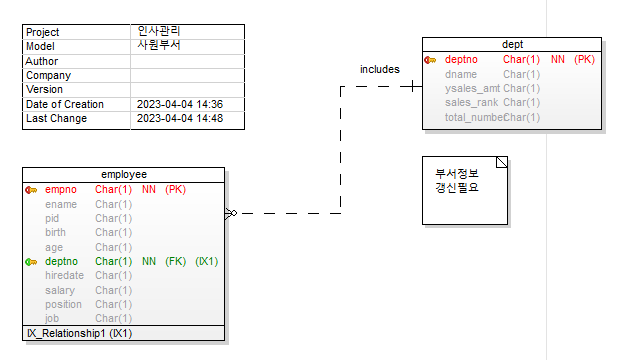 Project 인사관리
Model 사원부서
Author
Company
Version
Date of Creation 2023-04-04 14:36
Last Change 2023-04-04 14:48
includes
dept
deptno Char(1) NN (PK)
dname Char(1)
ysales_amt Char(1)
sales_rank Char(1)
total_number Char(1)
부서정보
갱신필요
employee
empno Char(1) NN (PK)
ename Char(1)
pid Char(1)
birth Char(1)
age Char(1)
deptno Char(1) NN (FK) (IX1)
hiredate Char(1)
salary Char(1)
position Char(1)
job Char(1)
IX_Relationship1 (IX1)